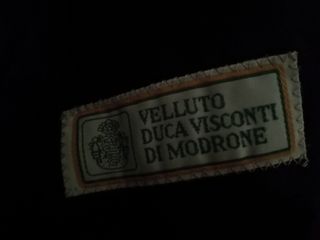 VELLUTO
DUCA VISCONTI
DI MODRONE